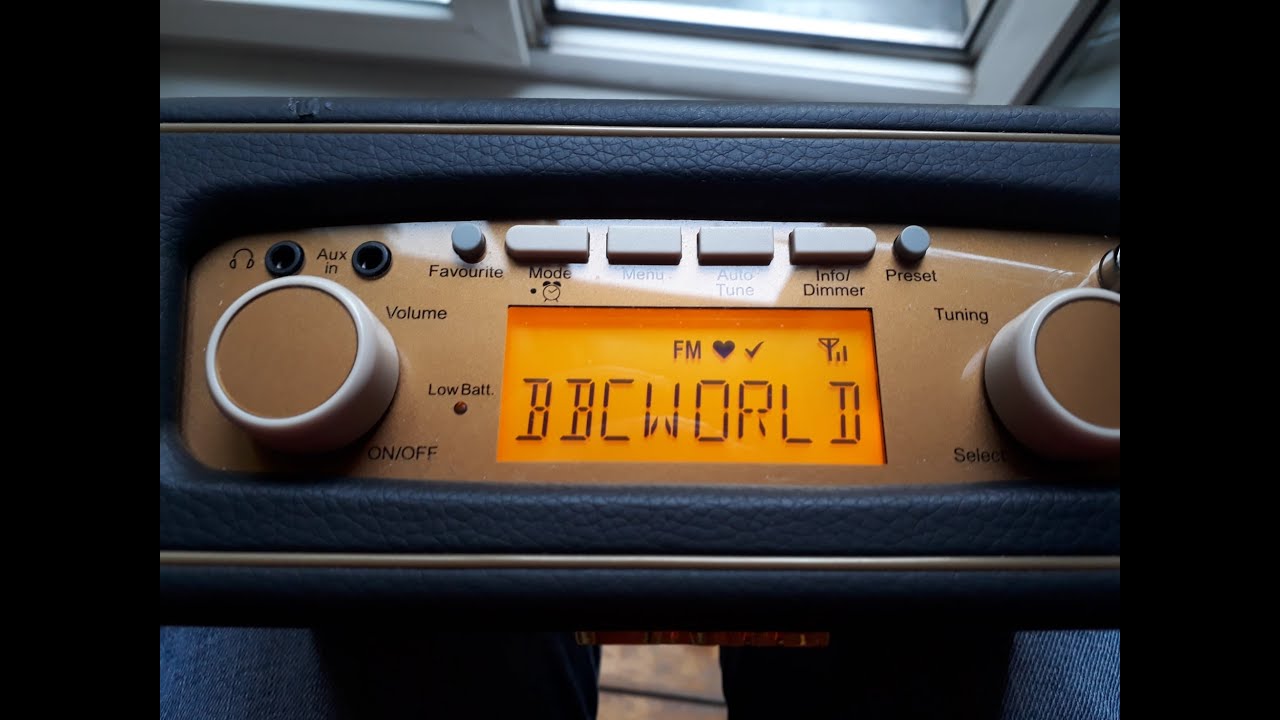 Aux
in
Favourite
Mode
Menu
Auto
Tune
Info/
Dimmer
Preset
Volume
Tuning
FM
Low Batt.
BBCWORLD
ON/OFF
Select